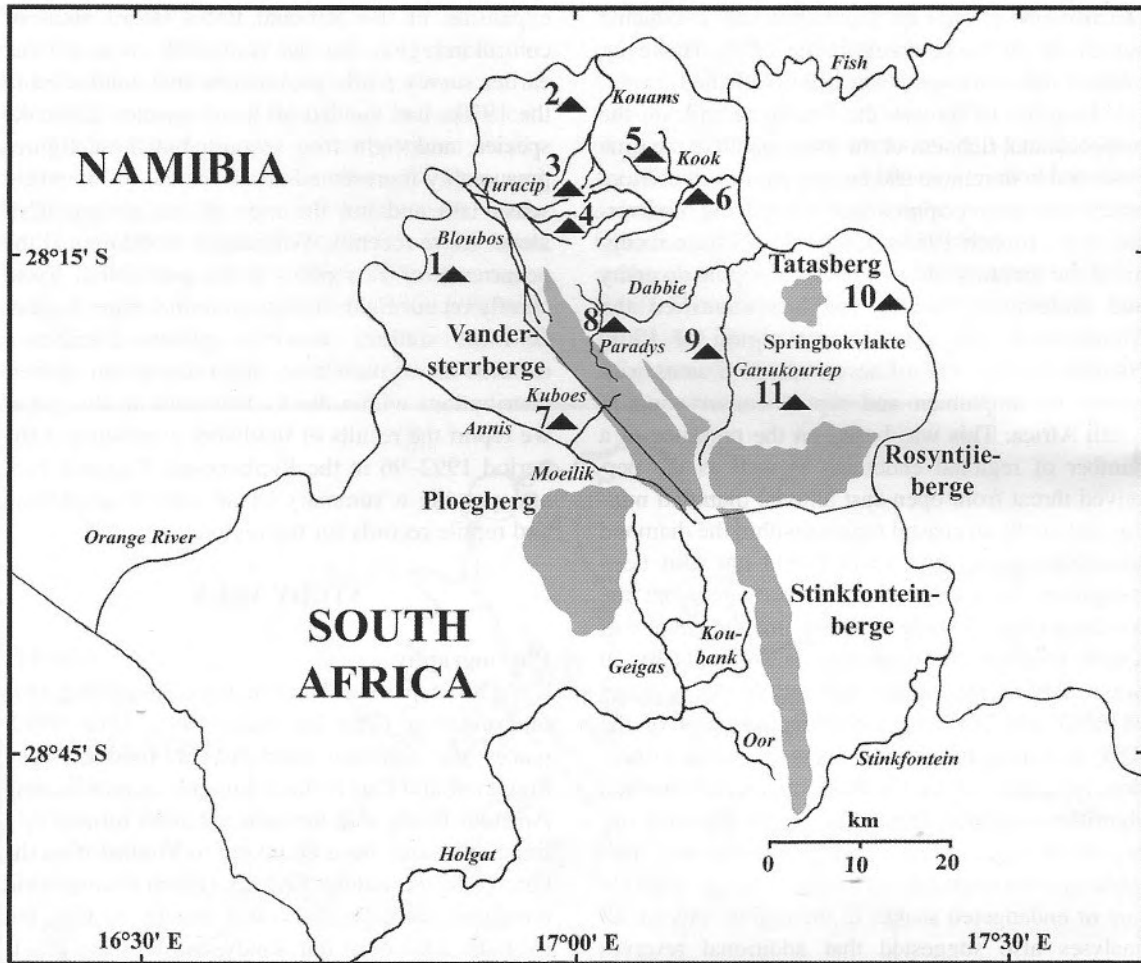 Fish
2
Kouams
5
NAMIBIA
3
Kook
Turacip
6
4
Bloubos
28°15' S
1
Tatasberg
Dabbie
10
8
Vander-
sterrberge
Paradys
9
Springbokvlakte
Ganukouriep
Kuboes
7
11
Annis
Moeilik
Rosyntjie-
berge
Ploegberg
Orange River
Stinkfontein-
berge
SOUTH
AFRICA
Kou-
bank
Geigas
Oor
28°45' S
Stinkfontein
km
0 10 20
Holgat
16°30' E
17°00' E
17°30' E